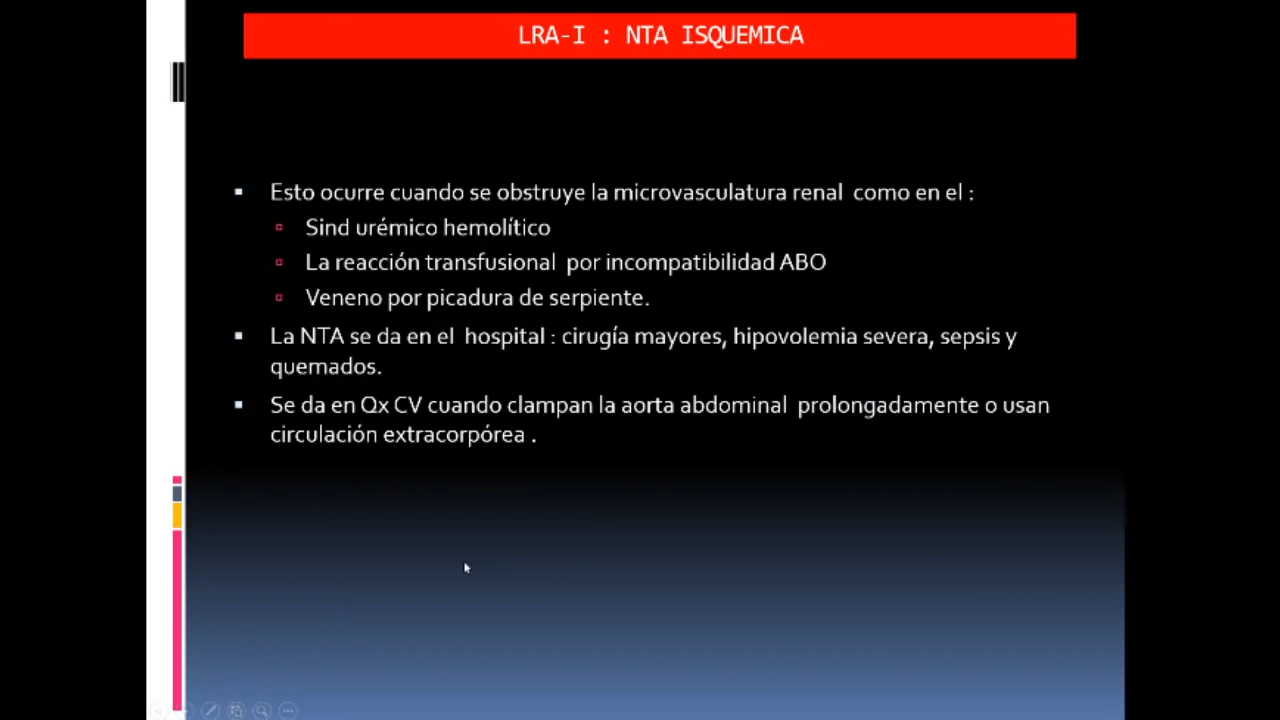 LRA-I : NTA ISQUEMICA
Esto ocurre cuando se obstruye la microvasculatura renal como en el :
Sind urémico hemolítico
La reacción transfusional por incompatibilidad ABO
Veneno por picadura de serpiente.
La NTA se da en el hospital : cirugía mayores, hipovolemia severa, sepsis y
quemados.
Se da en Qx CV cuando clampan la aorta abdominal prolongadamente o usan
circulación extracorpórea .